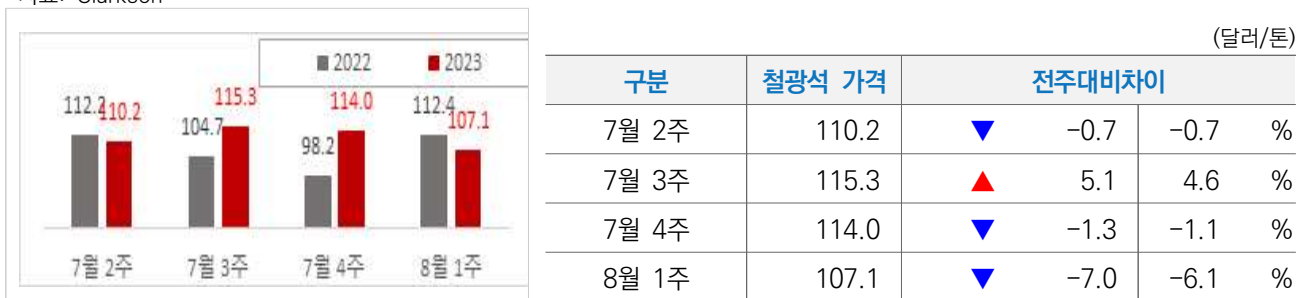 2022 2023
112.2 110.2 104.7 115.3 98.2 114.0 112.4 107.1
7월 2주 7월 3주 7월 4주 8월 1주
(달러/톤)
구분 철광석 가격 전주대비차이
7월 2주 110.2 ▼ -0.7 -0.7 %
7월 3주 115.3 ▲ 5.1 4.6 %
7월 4주 114.0 ▼ -1.3 -1.1 %
8월 1주 107.1 ▼ -7.0 -6.1 %